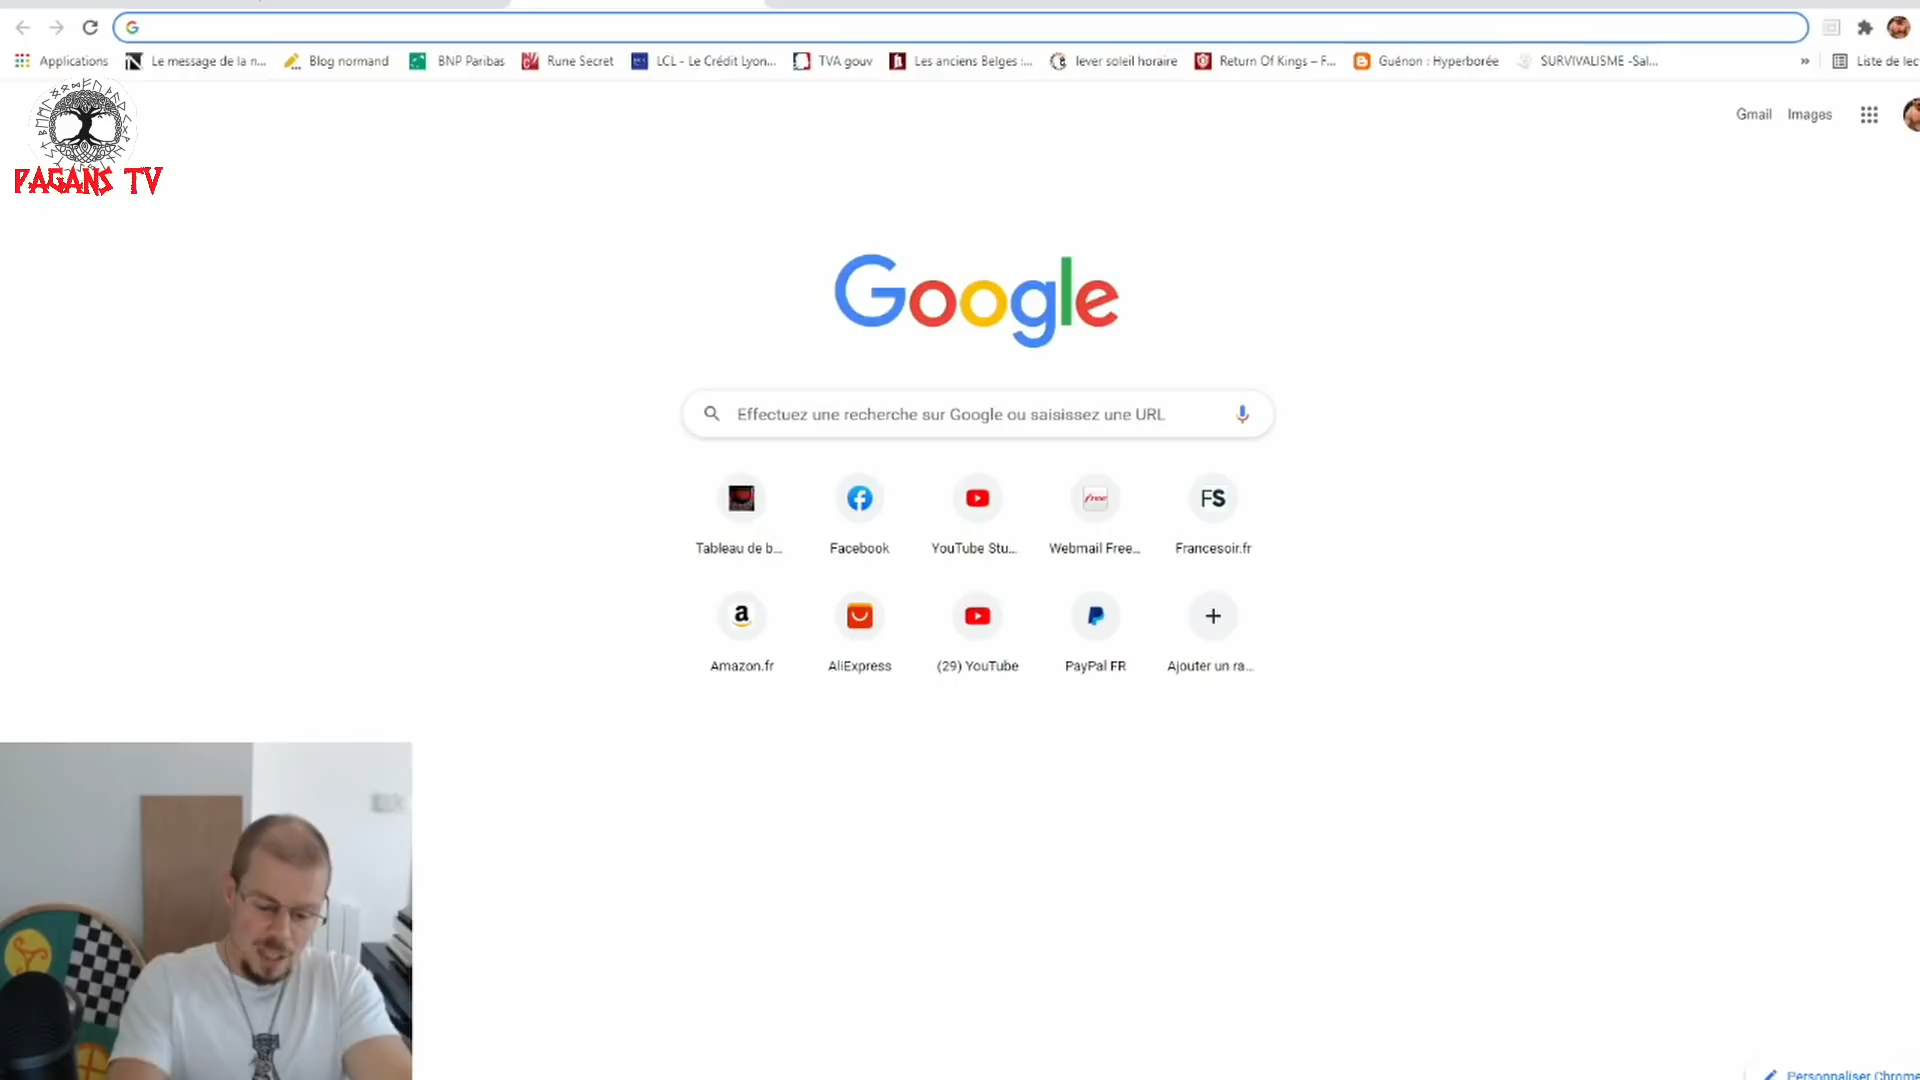 Applications
Le message de la n...
Blog normand
BNP Paribas
Rune Secret
LCL - Le Crédit Lyon...
TVA gouv
Les anciens Belges :...
lever soleil horaire
Return Of Kings – F...
Guénon : Hyperborée
SURVIVALISME -Sal...
»
Liste de lec
Gmail
Images
PAGANS TV
Google
Effectuez une recherche sur Google ou saisissez une URL
free
FS
Tableau de b...
Facebook
YouTube Stu...
Webmail Free...
Francesoir.fr
a
Amazon.fr
AliExpress
(29) YouTube
PayPal FR
Ajouter un ra...
Personnaliser Chrome